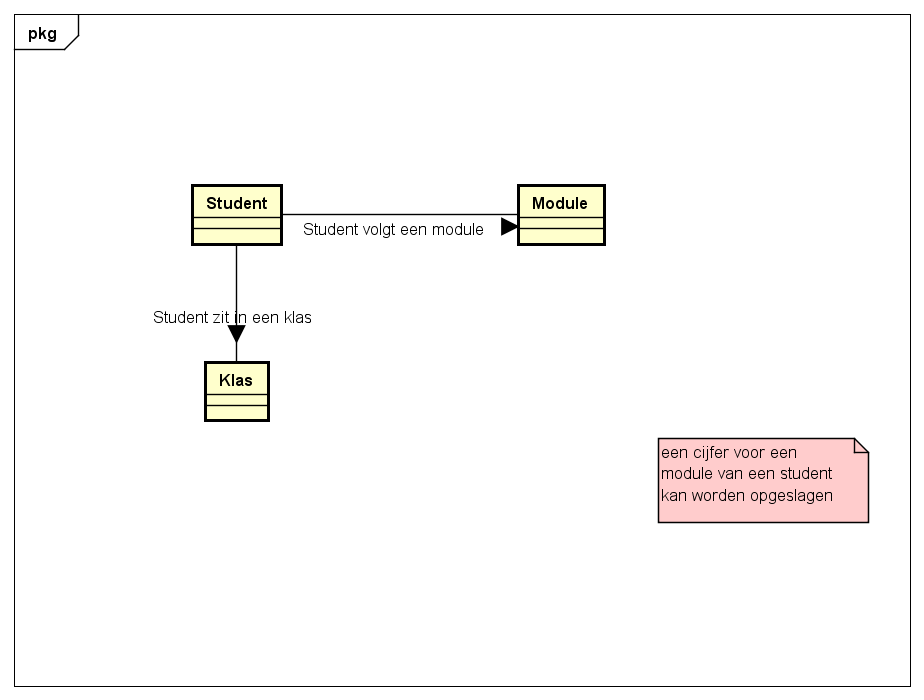 pkg
Student
Module
Student volgt een module
Student zit in een klas
Klas
een cijfer voor een
module van een student
kan worden opgeslagen